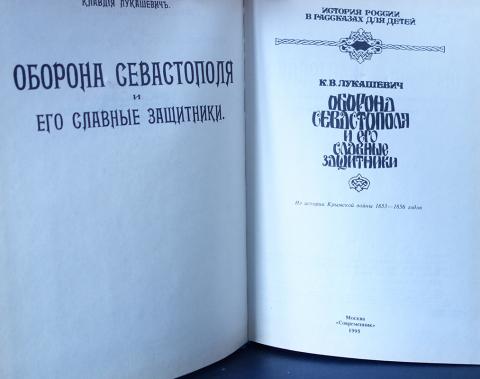 КЛАВДІЯ ЛУКАШЕВИЧЪ.
ОБОРОНА СЕВАСТОПОЛЯ
И
ЕГО СЛАВНЫЕ ЗАЩИТНИКИ.
ИСТОРИЯ РОССИИ
В РАССКАЗАХ ДЛЯ ДЕТЕЙ
К. В. ЛУКАШЕВИЧ
ОБОРОНА
СЕВАСТОПОЛЯ
И ЕГО
СЛАВНЫЕ
ЗАЩИТНИКИ
Из истории Крымской войны 1853—1856 годов
Москва
«Современник»
1995